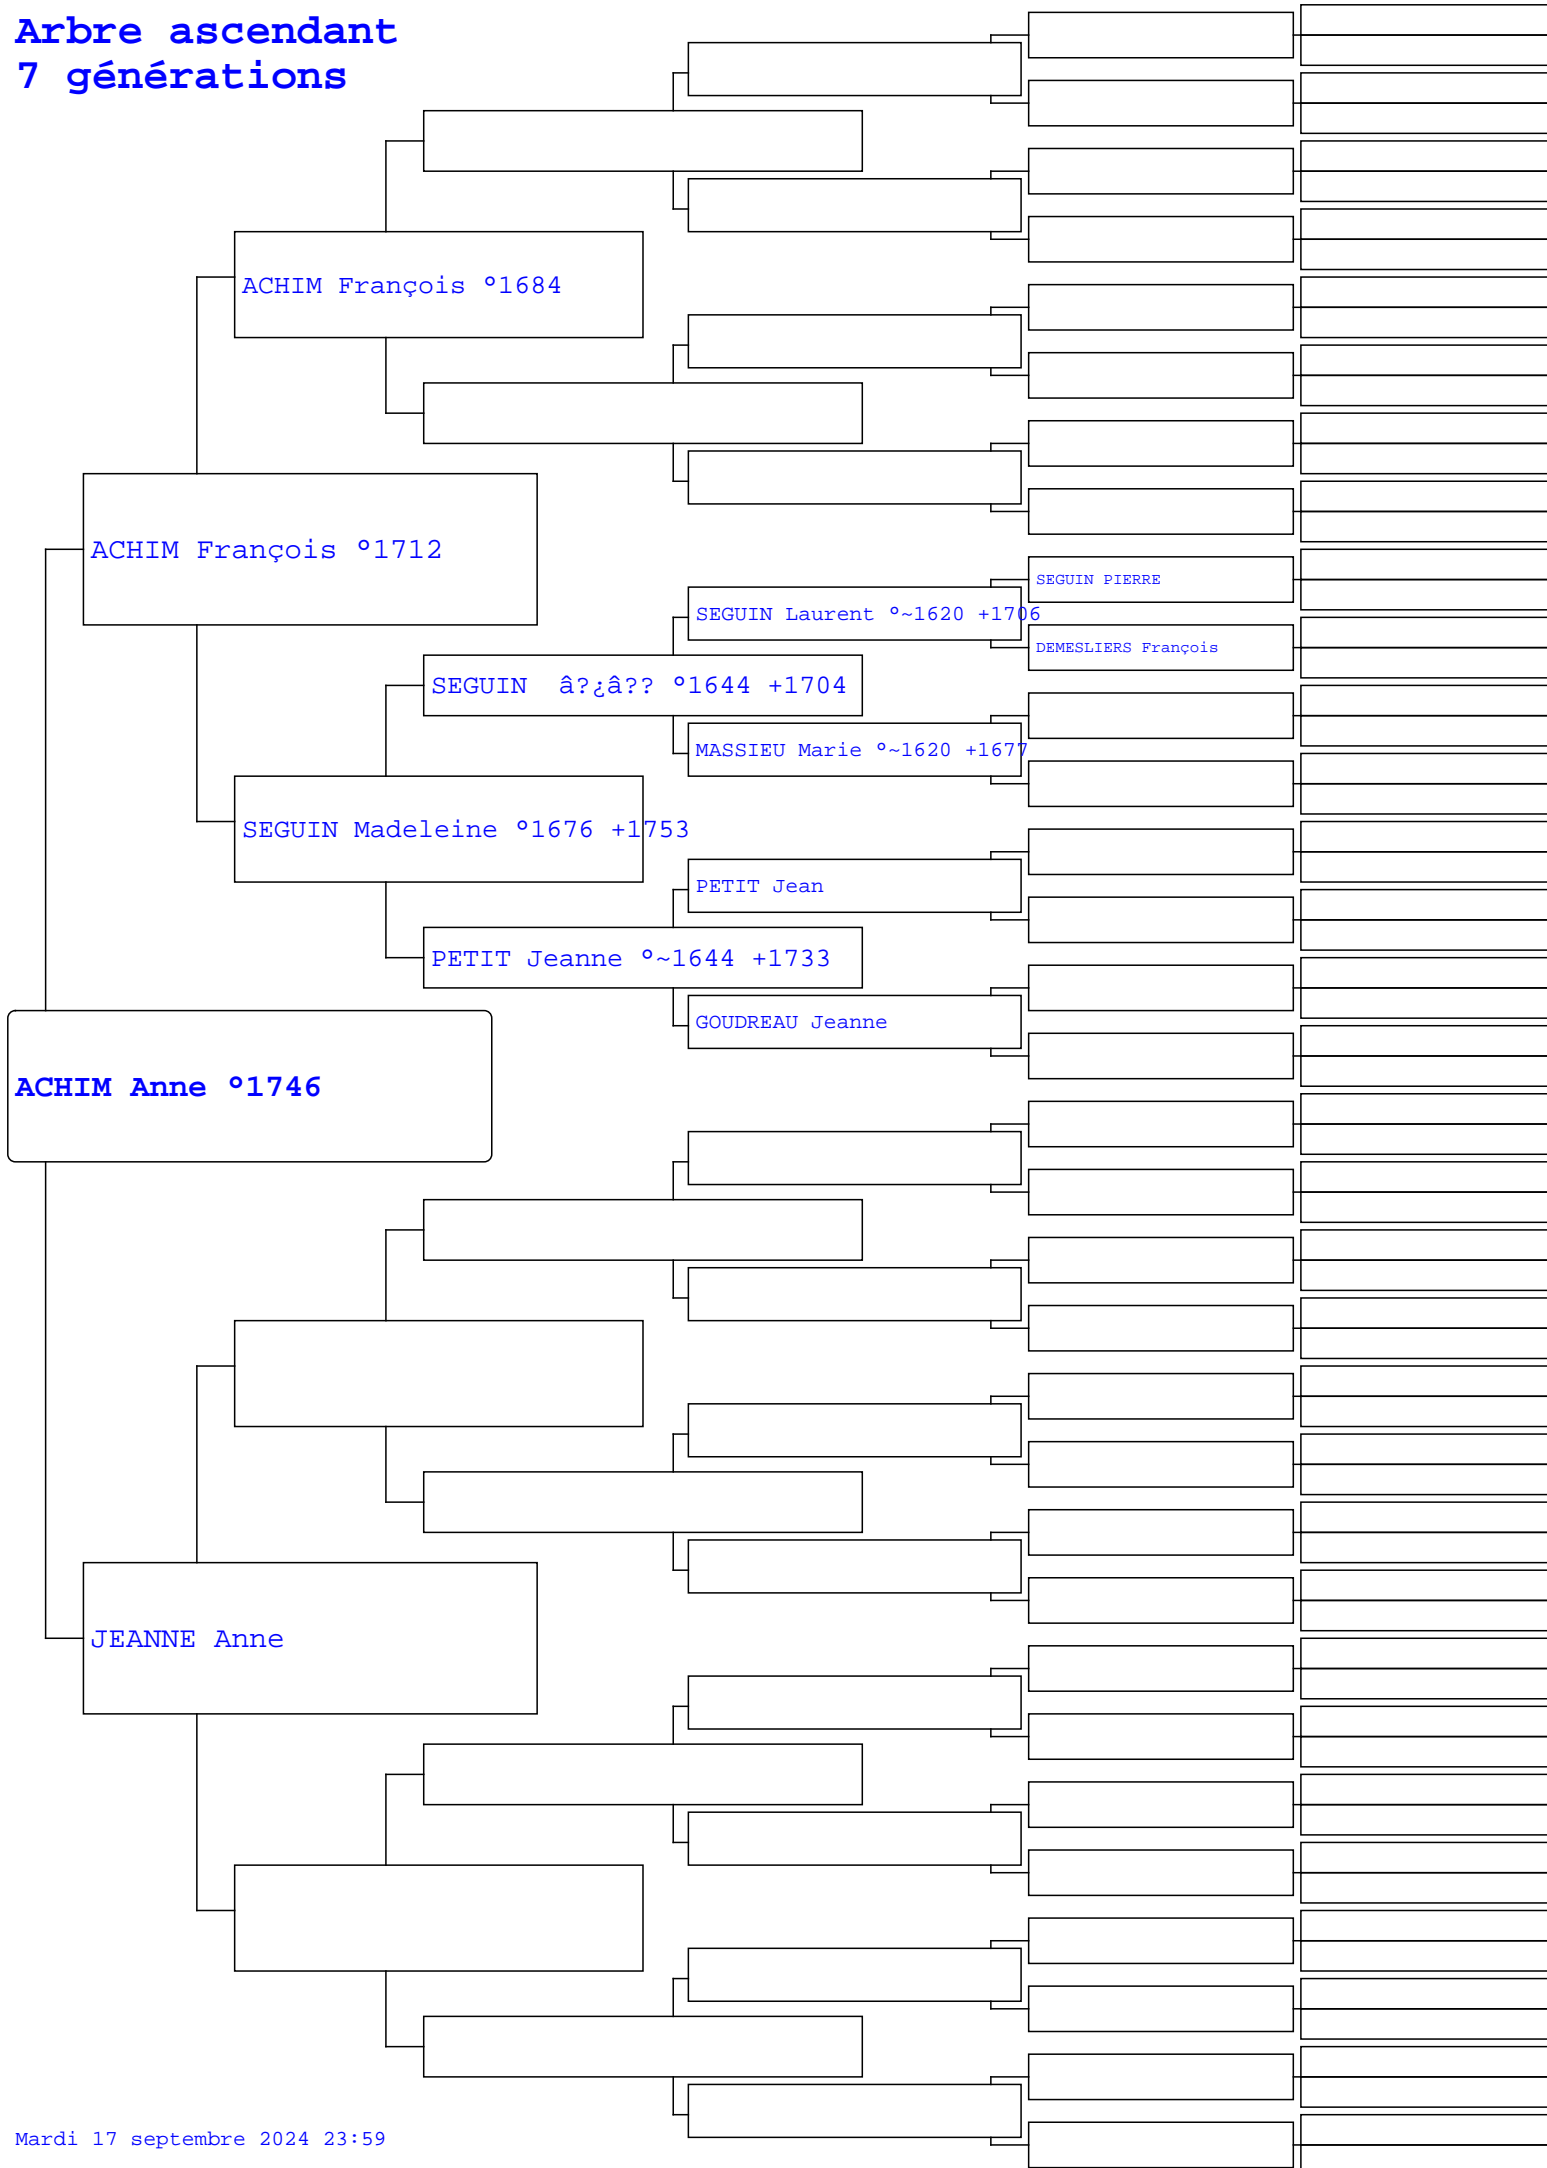 Arbre ascendant
7 générations
ACHIM François °1684
ACHIM François °1712
SEGUIN PIERRE
SEGUIN Laurent °~1620 +1706
DEMESLIERS François
SEGUIN  â?¿â?? °1644 +1704
MASSIEU Marie °~1620 +1677
SEGUIN Madeleine °1676 +1753
PETIT Jean
PETIT Jeanne °~1644 +1733
GOUDREAU Jeanne
ACHIM Anne °1746
JEANNE Anne
Mardi 17 septembre 2024 23:59